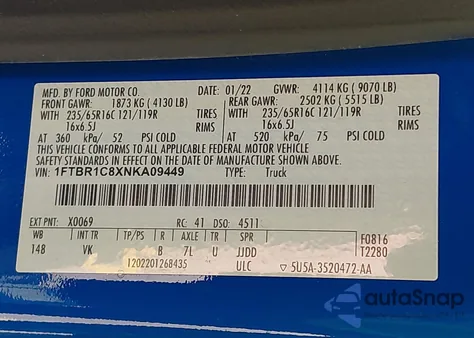 MFD. BY FORD MOTOR CO. DATE: 01/22 GVWR: 4114 KG ( 9070 LB)
FRONT GAWR: 1873 KG ( 4130 LB) REAR GAWR: 2502 KG ( 5515 LB)
WITH 235/65R16C 121/119R TIRES WITH 235/65R16C 121/119R TIRES
16x6.5J RIMS 16x6.5J RIMS
AT 360 kPa/ 52 PSI COLD AT 520 kPa/ 75 PSI COLD
THIS VEHICLE CONFORMS TO ALL APPLICABLE FEDERAL MOTOR VEHICLE
SAFETY STANDARDS IN EFFECT ON THE DATE OF MANUFACTURE SHOWN ABOVE.
VIN: 1FTBR1C8XNKA09449 TYPE: Truck
EXT PNT: X0069 RC: 41 DSO: 4511
WB INT TR TP/PS R AXLE TR SPR F0816
148 VK B 7L U JJDD T2280
1202201268435 ULC ▽ 5U5A-3520472-AA
autoSnap